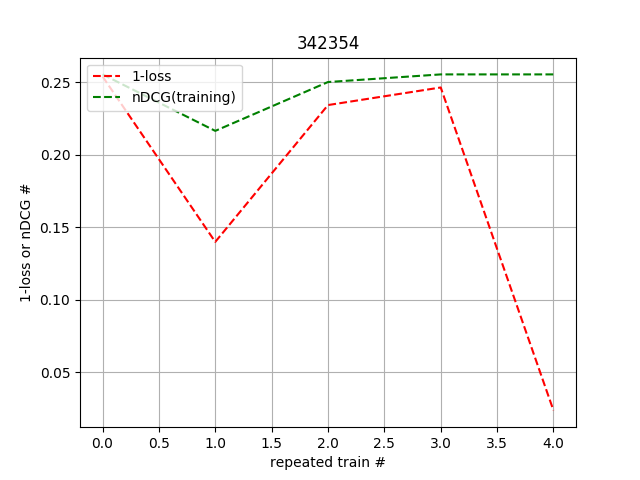 342354
1-loss
nDCG(training)
1-loss or nDCG #
0.25
0.20
0.15
0.10
0.05
0.0 0.5 1.0 1.5 2.0 2.5 3.0 3.5 4.0
repeated train #